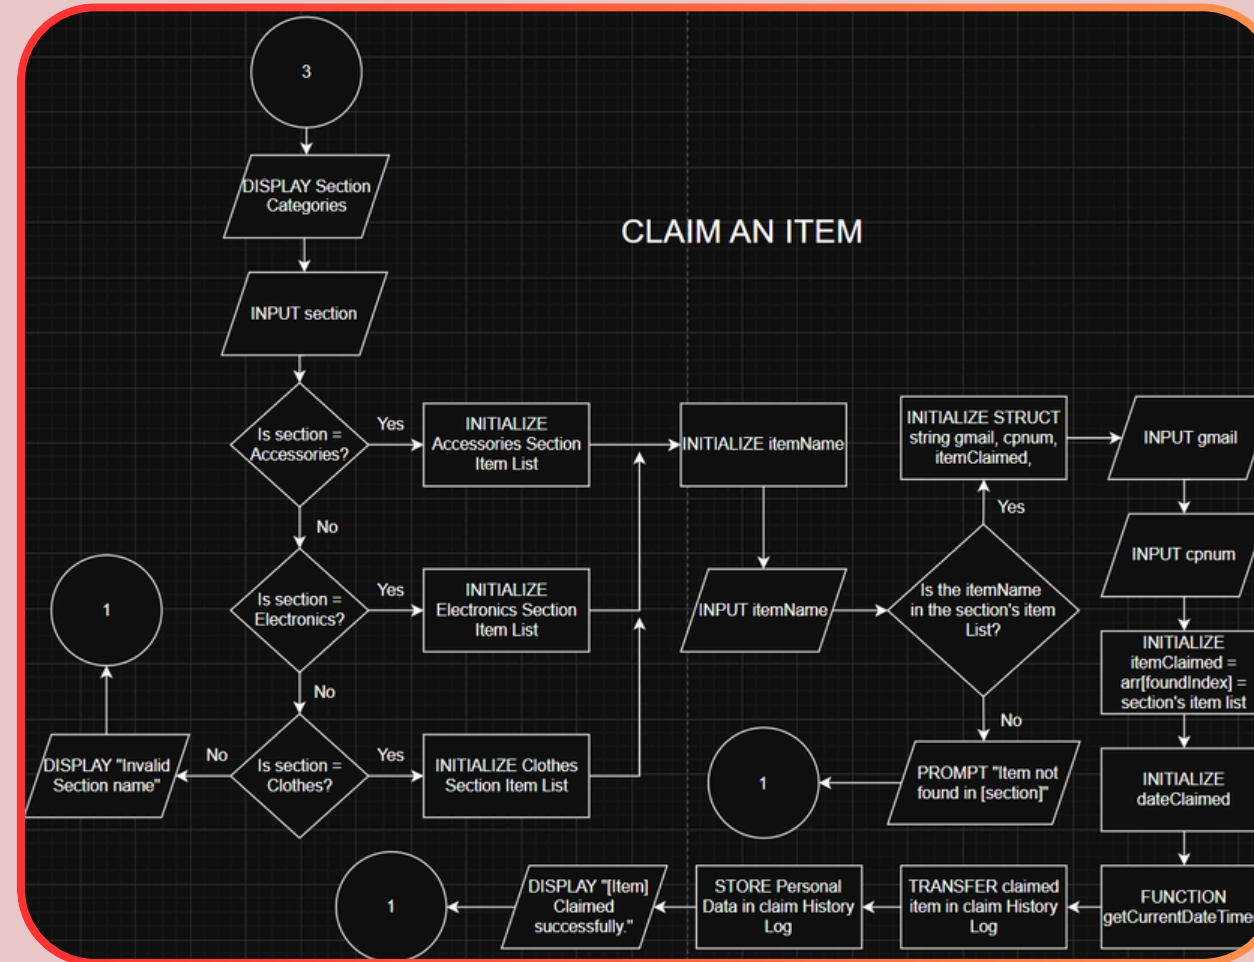 3
DISPLAY Section
Categories
CLAIM AN ITEM
INPUT section
Is section =
Accessories?
Yes
INITIALIZE
Accessories Section
Item List
INITIALIZE itemName
INITIALIZE STRUCT
string gmail, cpnum,
itemClaimed,
INPUT gmail
No
Yes
INPUT cpnum
1
Is section =
Electronics?
Yes
INITIALIZE
Electronics Section
Item List
INPUT itemName
Is the itemName
in the section's item
List?
INITIALIZE
itemClaimed =
arr[foundIndex] =
section's item list
No
No
DISPLAY "Invalid
Section name"
No
Is section =
Clothes?
Yes
INITIALIZE Clothes
Section Item List
1
PROMPT "Item not
found in [section]"
INITIALIZE
dateClaimed
1
DISPLAY "[Item]
Claimed
successfully."
STORE Personal
Data in claim History
Log
TRANSFER claimed
item in claim History
Log
FUNCTION
getCurrentDateTime